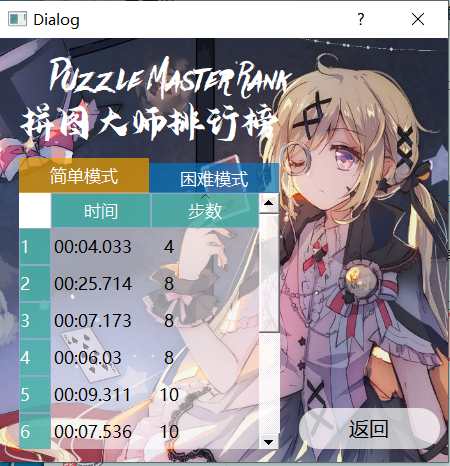 Dialog
PUZZLE MASTER RANK
拼图大师排行榜
简单模式 困难模式
时间 步数
1 00:04.033 4
2 00:25.714 8
3 00:07.173 8
4 00:06.03 8
5 00:09.311 10
6 00:07.536 10
返回